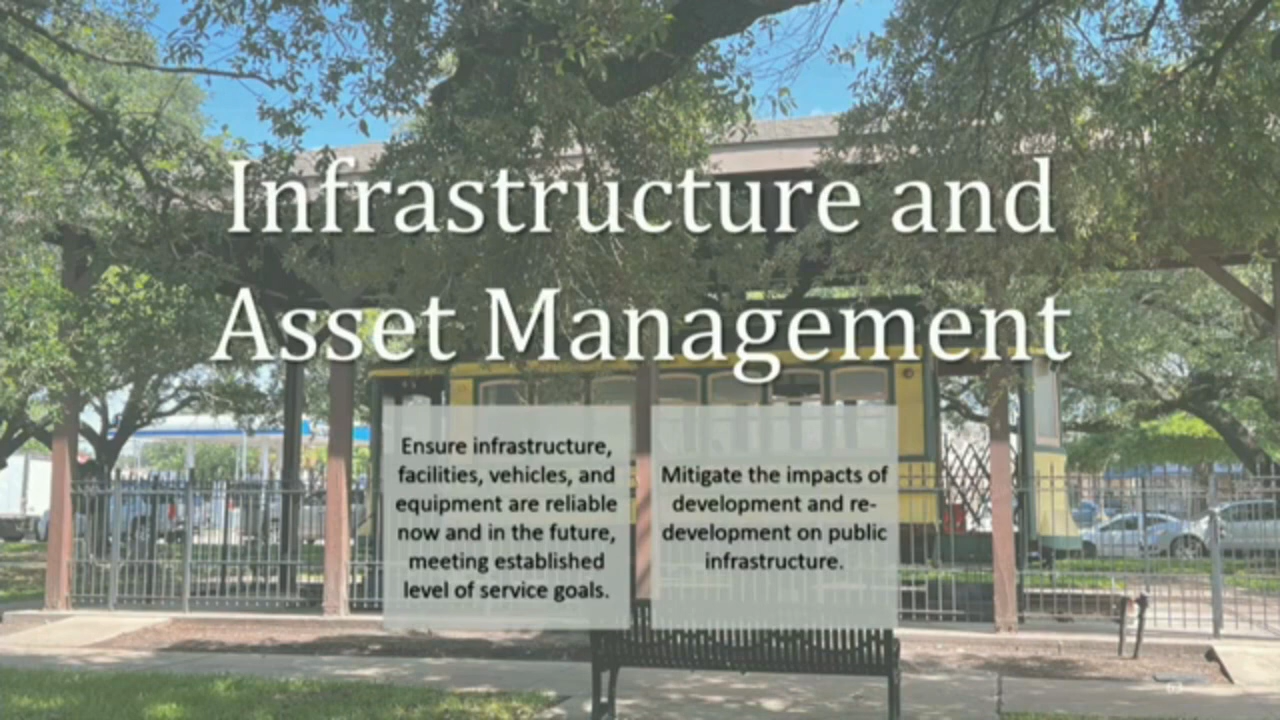 Infrastructure and
Asset Management
Ensure infrastructure,
facilities, vehicles, and
equipment are reliable
now and in the future,
meeting established
level of service goals.
Mitigate the impacts of
development and re-
development on public
infrastructure.